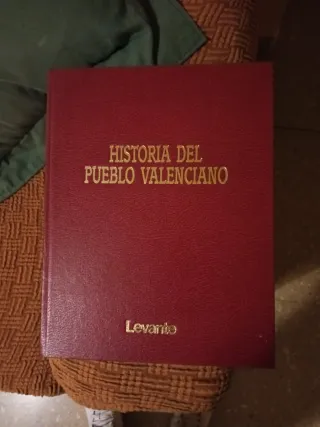 HISTORIA DEL
PUEBLO VALENCIANO
Levante